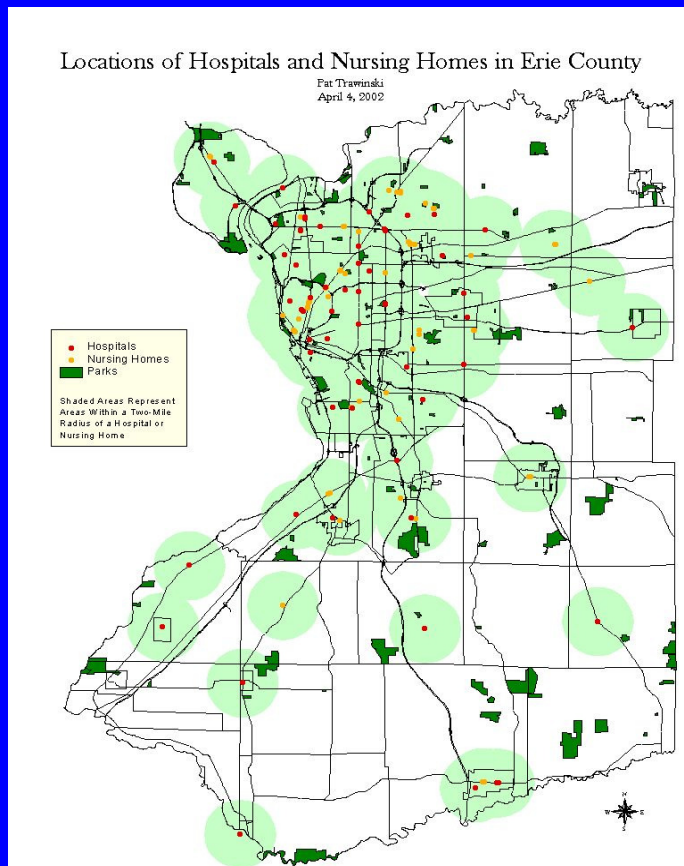 Locations of Hospitals and Nursing Homes in Erie County
Pat Trawinski
April 4, 2002
Hospitals
Nursing Homes
Parks
Shaded Areas Represent
Areas Within a Two-Mile
Radius of a Hospital or
Nursing Home
N
W E
S